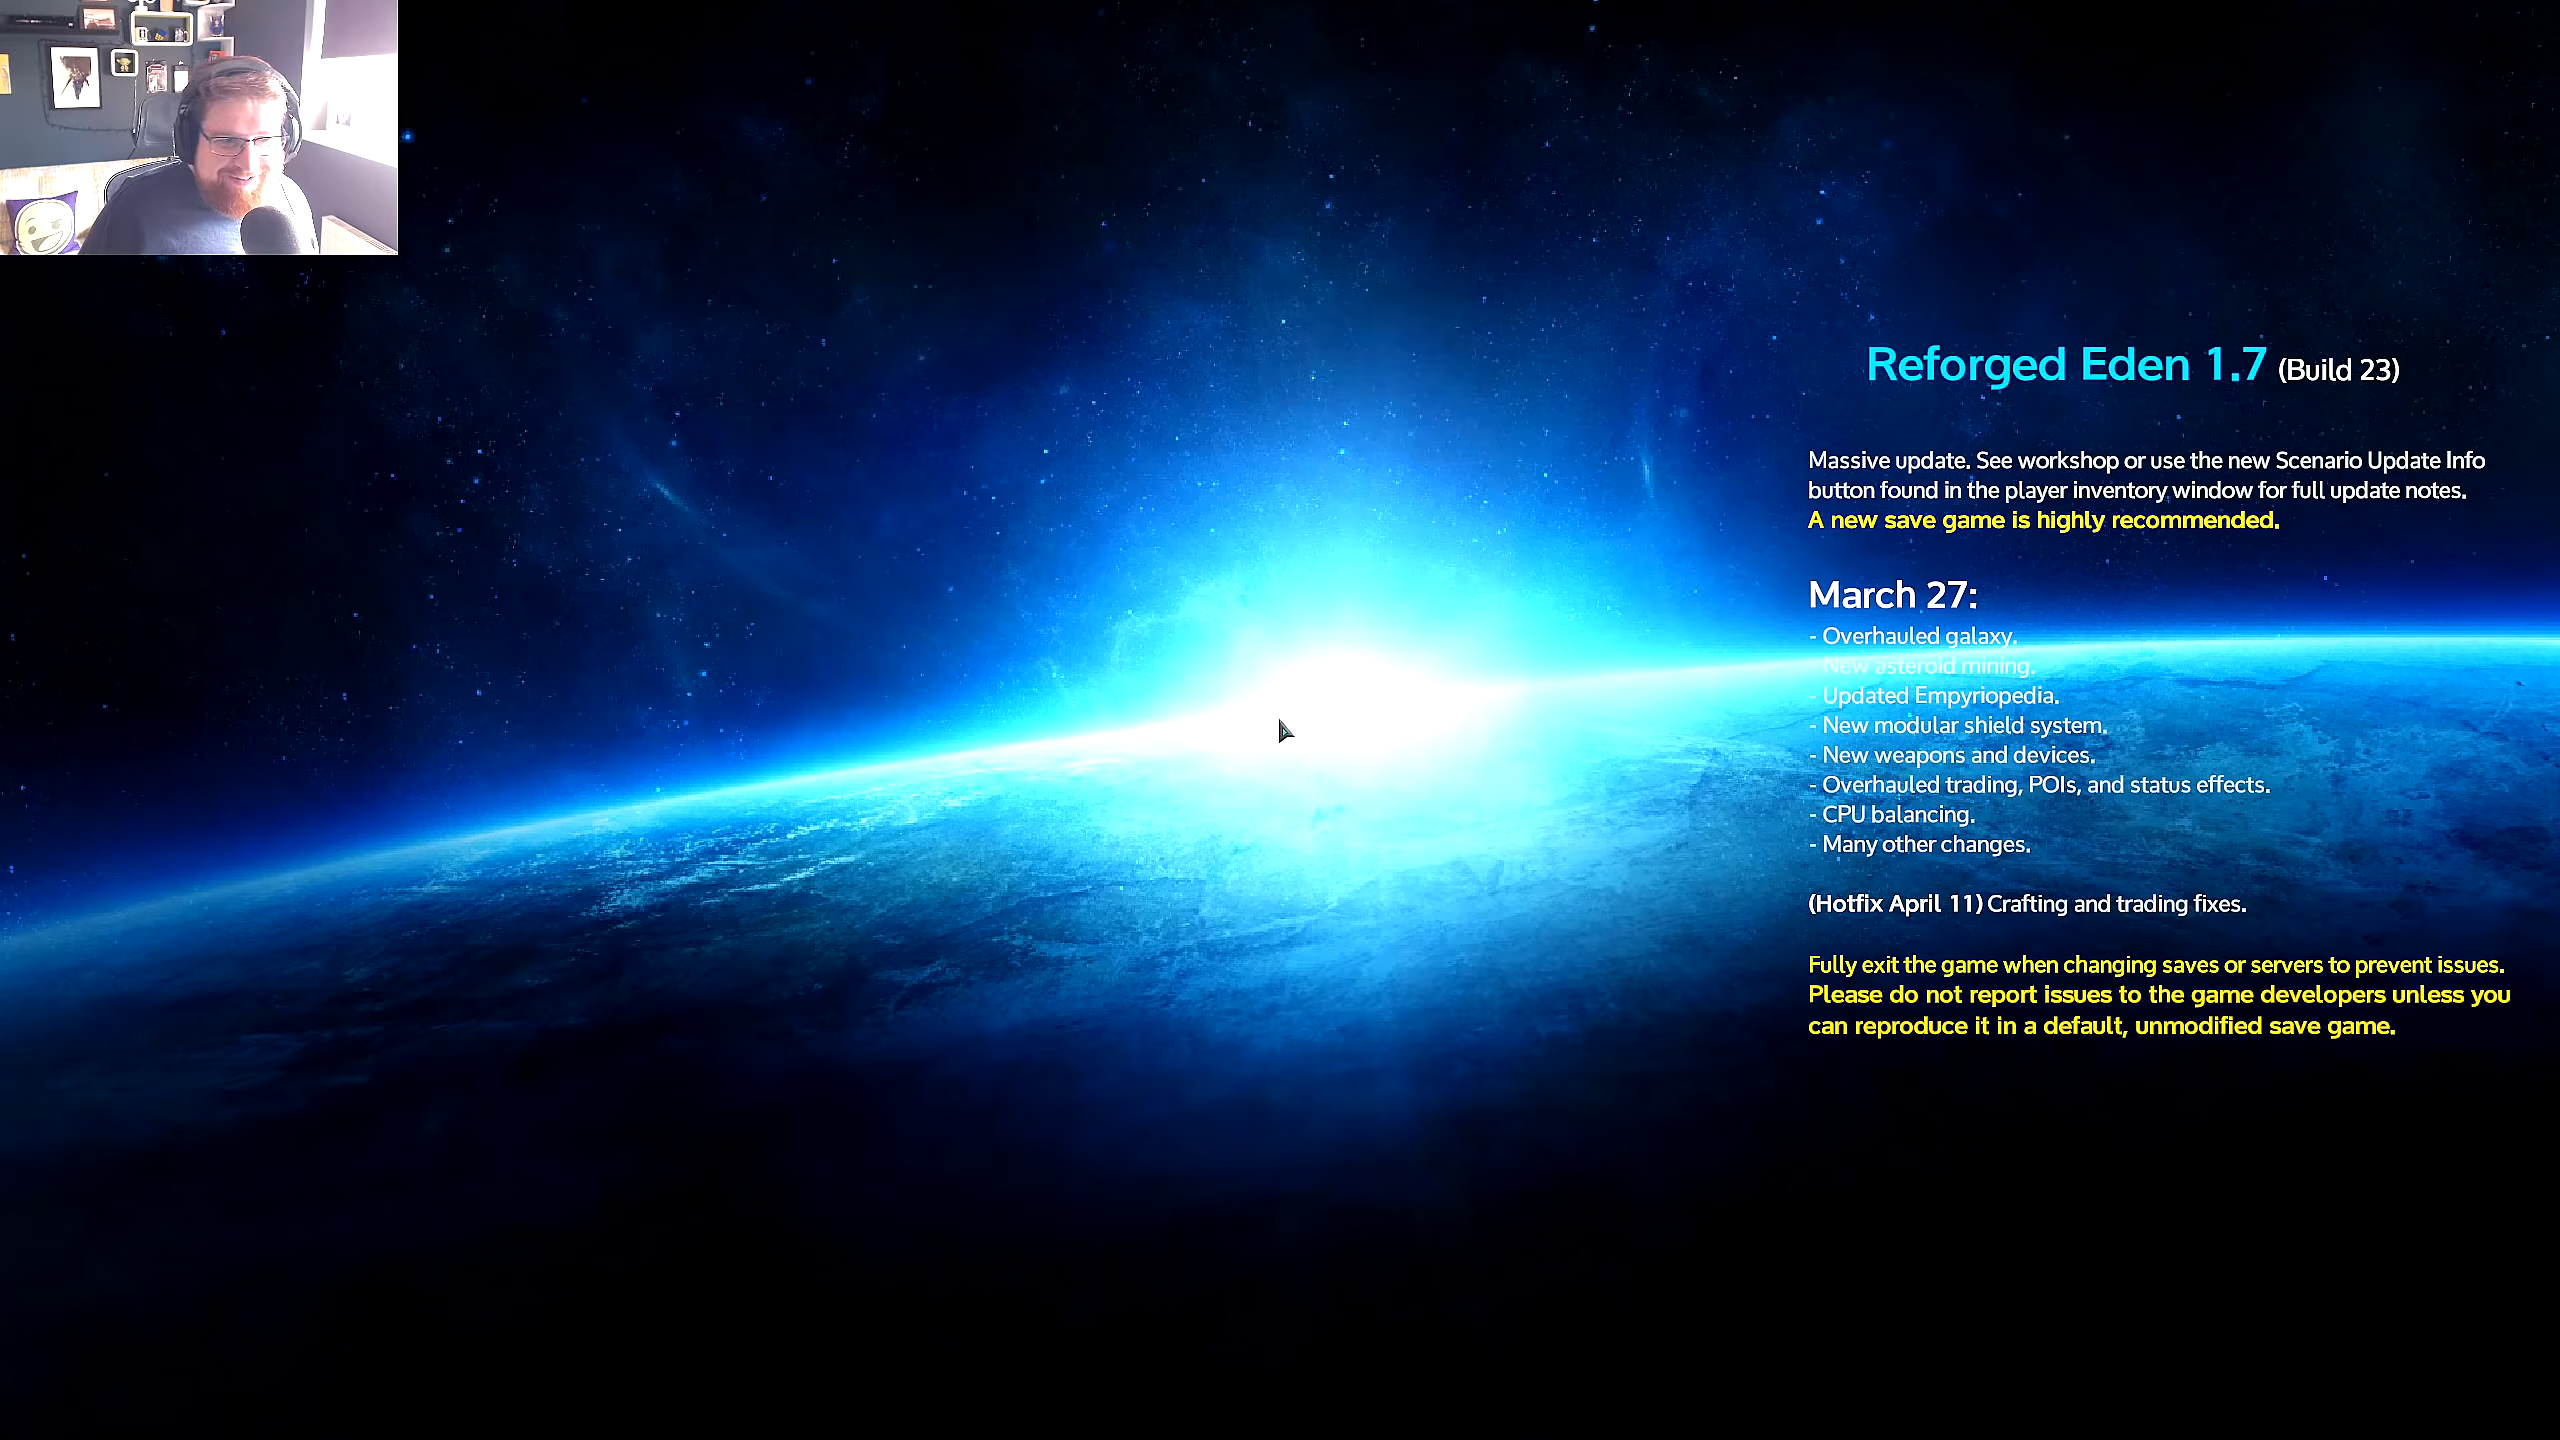 Reforged Eden 1.7 (Build 23)
Massive update. See workshop or use the new Scenario Update Info
button found in the player inventory window for full update notes.
A new save game is highly recommended.
March 27:
- Overhauled galaxy.
- New asteroid mining.
- Updated Empyriopedia.
- New modular shield system.
- New weapons and devices.
- Overhauled trading, POIs, and status effects.
- CPU balancing.
- Many other changes.
(Hotfix April 11) Crafting and trading fixes.
Fully exit the game when changing saves or servers to prevent issues.
Please do not report issues to the game developers unless you
can reproduce it in a default, unmodified save game.